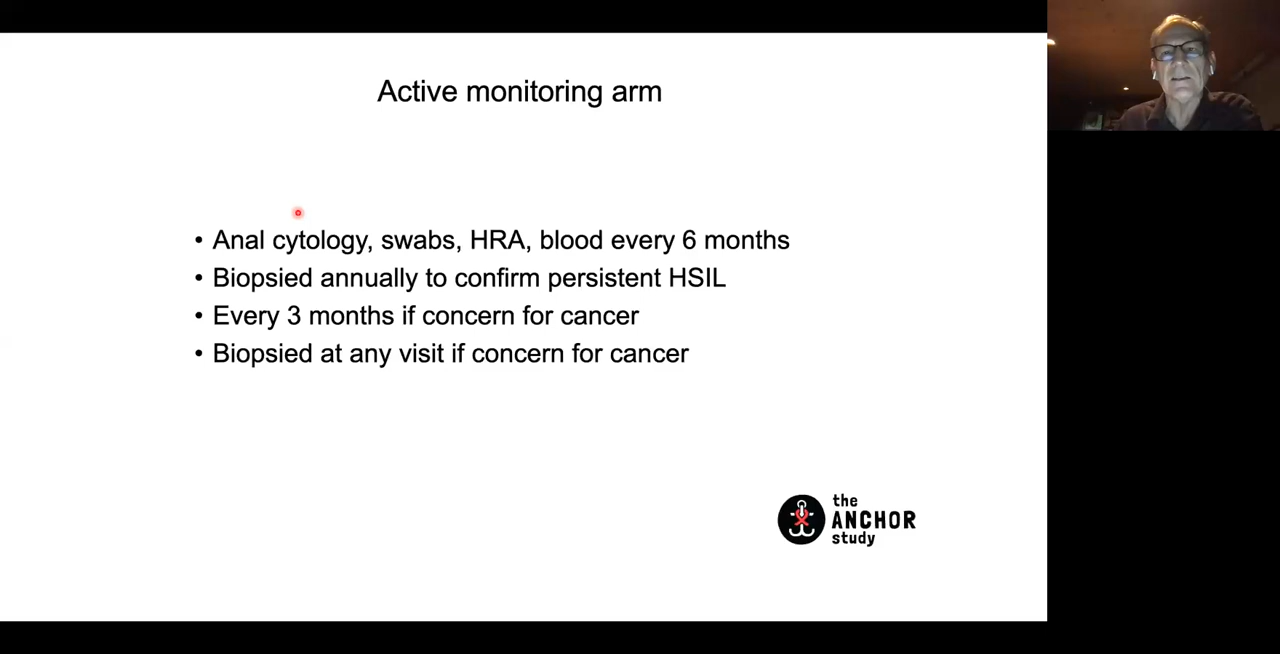 Active monitoring arm
• Anal cytology, swabs, HRA, blood every 6 months
• Biopsied annually to confirm persistent HSIL
• Every 3 months if concern for cancer
• Biopsied at any visit if concern for cancer
the
ANCHOR
study